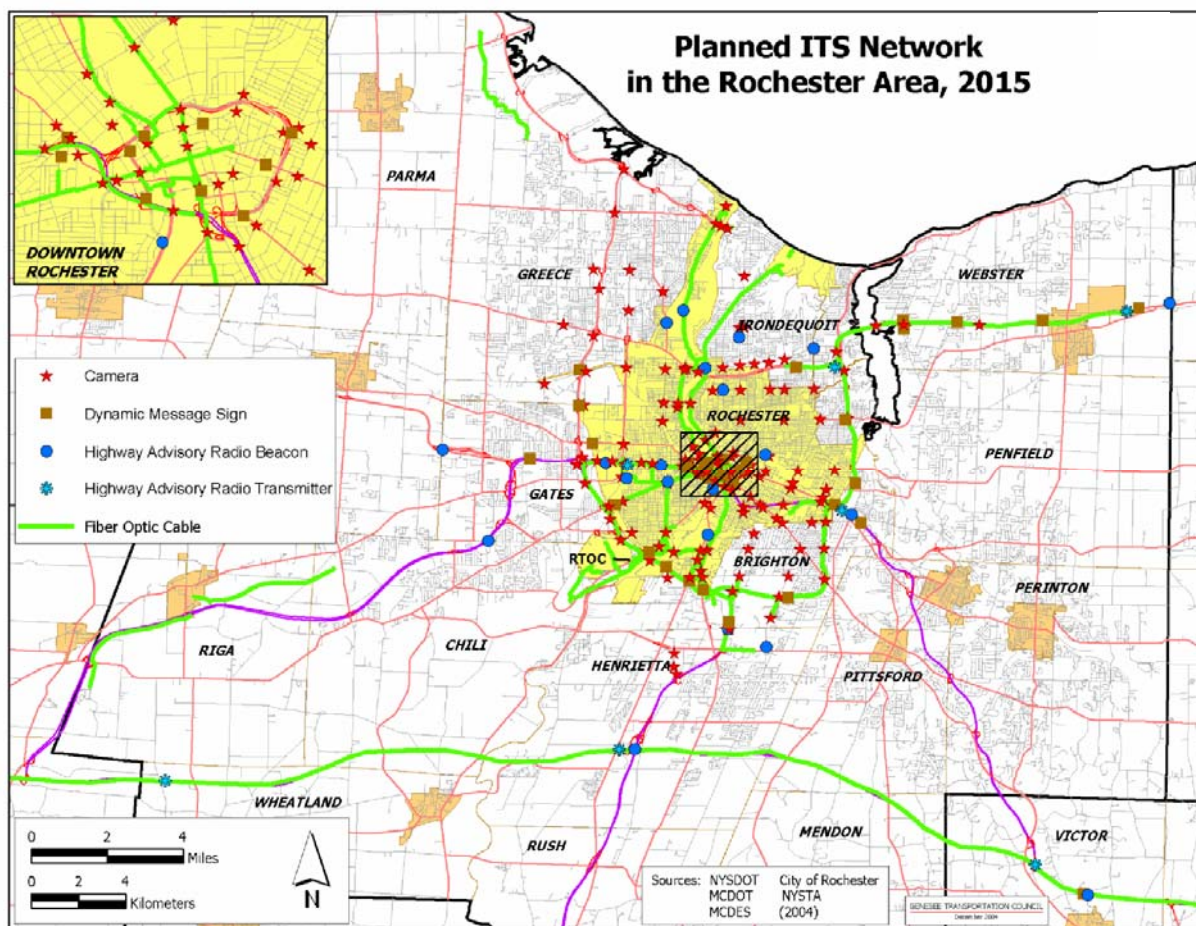 Planned ITS Network
in the Rochester Area, 2015
DOWNTOWN
ROCHESTER
PARMA
GREECE
WEBSTER
IRONDEQUOIT
Camera
Dynamic Message Sign
Highway Advisory Radio Beacon
Highway Advisory Radio Transmitter
Fiber Optic Cable
ROCHESTER
PENFIELD
GATES
RTOC
BRIGHTON
PERINTON
RIGA
CHILI
HENRIETTA
PITTSFORD
WHEATLAND
RUSH
MENDON
VICTOR
0 2 4
Miles
0 2 4
Kilometers
N
Sources: NYSDOT City of Rochester
MCDOT NYSTA
MCDES (2004)
GENESEE TRANSPORTATION COUNCIL
December 2004